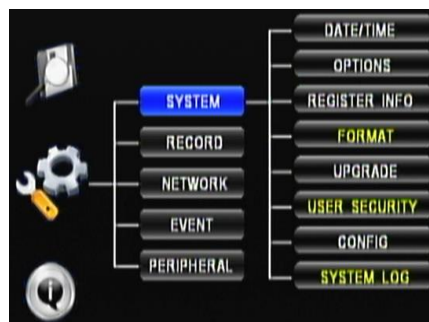 SYSTEM
RECORD
NETWORK
EVENT
PERIPHERAL
DATE/TIME
OPTIONS
REGISTER INFO
FORMAT
UPGRADE
USER SECURITY
CONFIG
SYSTEM LOG